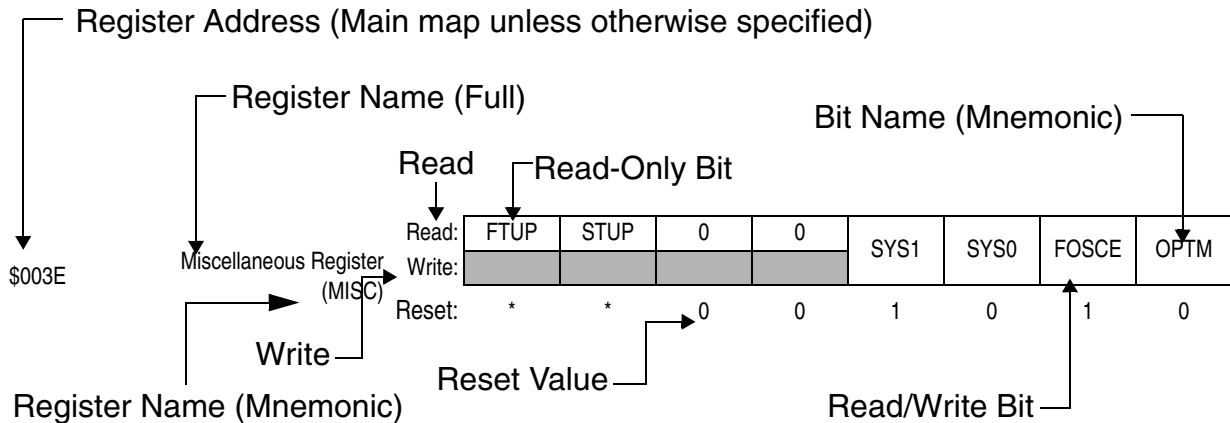 Register Address (Main map unless otherwise specified)
Register Name (Full)
Bit Name (Mnemonic)
Read
Read-Only Bit
Read: FTUP STUP 0 0 SYS1 SYS0 FOSCE OPTM
$003E Miscellaneous Register (MISC) Write:
Reset: * * 0 0 1 0 1 0
Write
Reset Value
Register Name (Mnemonic)
Read/Write Bit